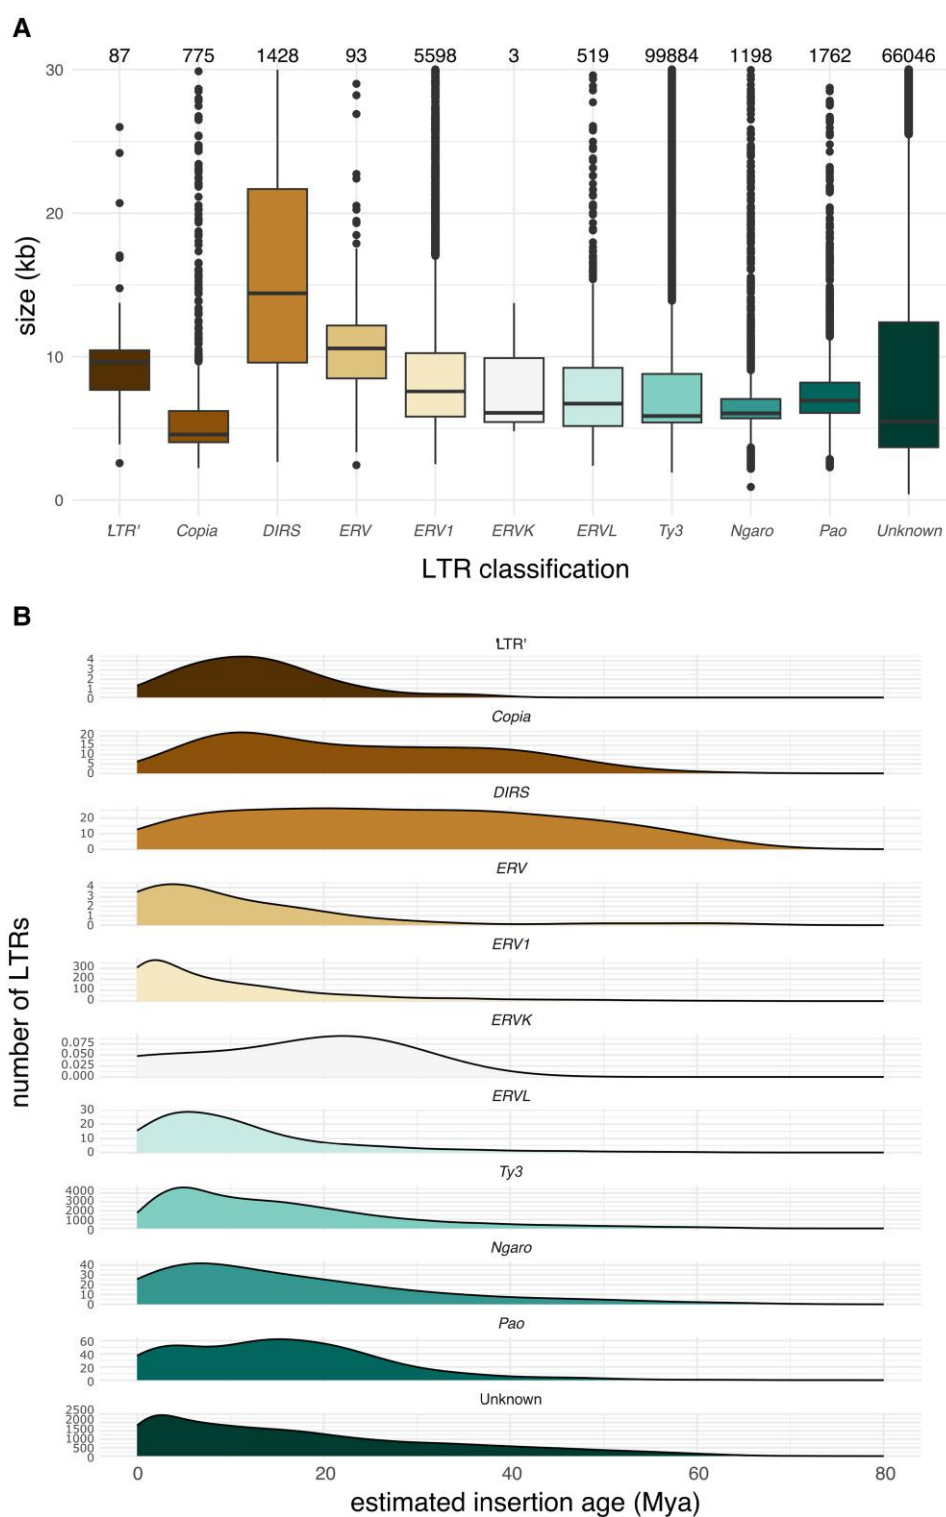 A
87 775 1428 93 5598 3 519 99884 1198 1762 66046
30
20
10
0
size (kb)
'LTR' Copia DIRS ERV ERV1 ERVK ERVL Ty3 Ngaro Pao Unknown
LTR classification
B
number of LTRs
'LTR'
4
3
2
1
0
Copia
20
15
10
5
0
DIRS
20
10
0
ERV
4
3
2
1
0
ERV1
300
200
100
0
ERVK
0.075
0.050
0.025
0.000
ERVL
30
20
10
0
Ty3
4000
3000
2000
1000
0
Ngaro
40
30
20
10
0
Pao
60
40
20
0
Unknown
2500
2000
1500
1000
500
0
0 20 40 60 80
estimated insertion age (Mya)